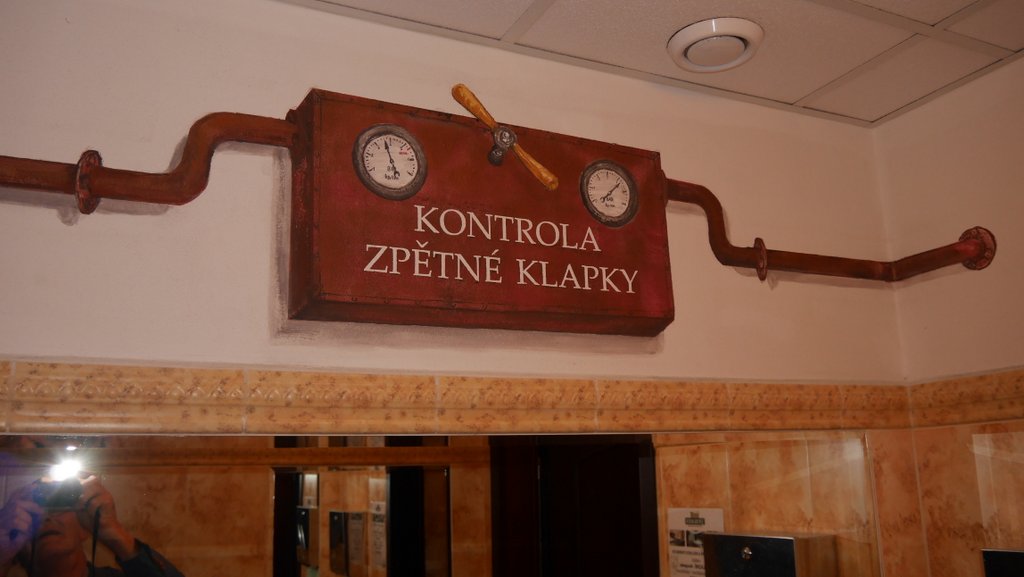 KONTROLA
ZPĚTNÉ KLAPKY